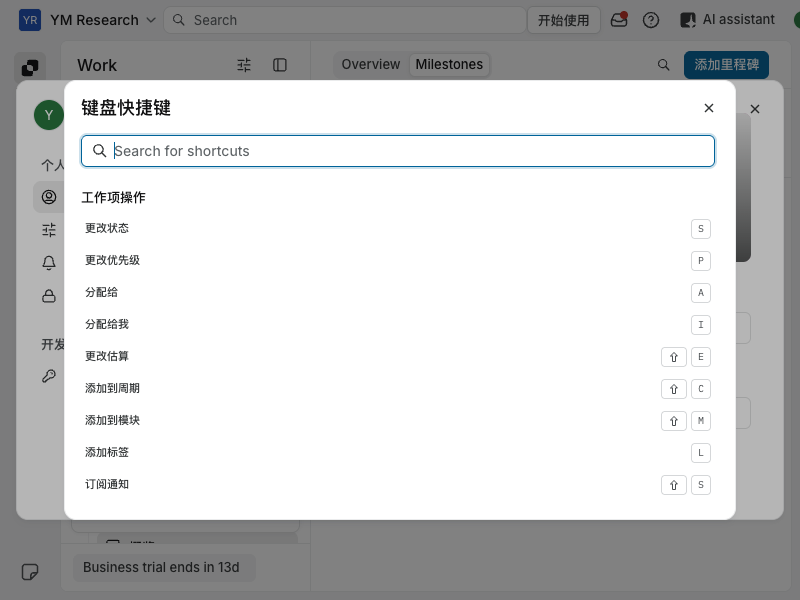 YR YM Research
Search
开始使用
AI assistant
Work
Overview
Milestones
添加里程碑
Y
键盘快捷键
Search for shortcuts
个人
工作项操作
更改状态 S
更改优先级 P
分配给 A
分配给我 I
更改估算 ⇧ E
开发
添加到周期 ⇧ C
添加到模块 ⇧ M
添加标签 L
订阅通知 ⇧ S
Business trial ends in 13d